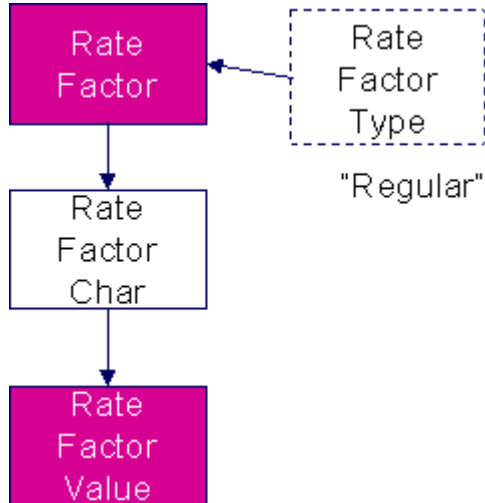 Rate
Factor
Rate
Factor
Type
"Regular"
Rate
Factor
Char
Rate
Factor
Value